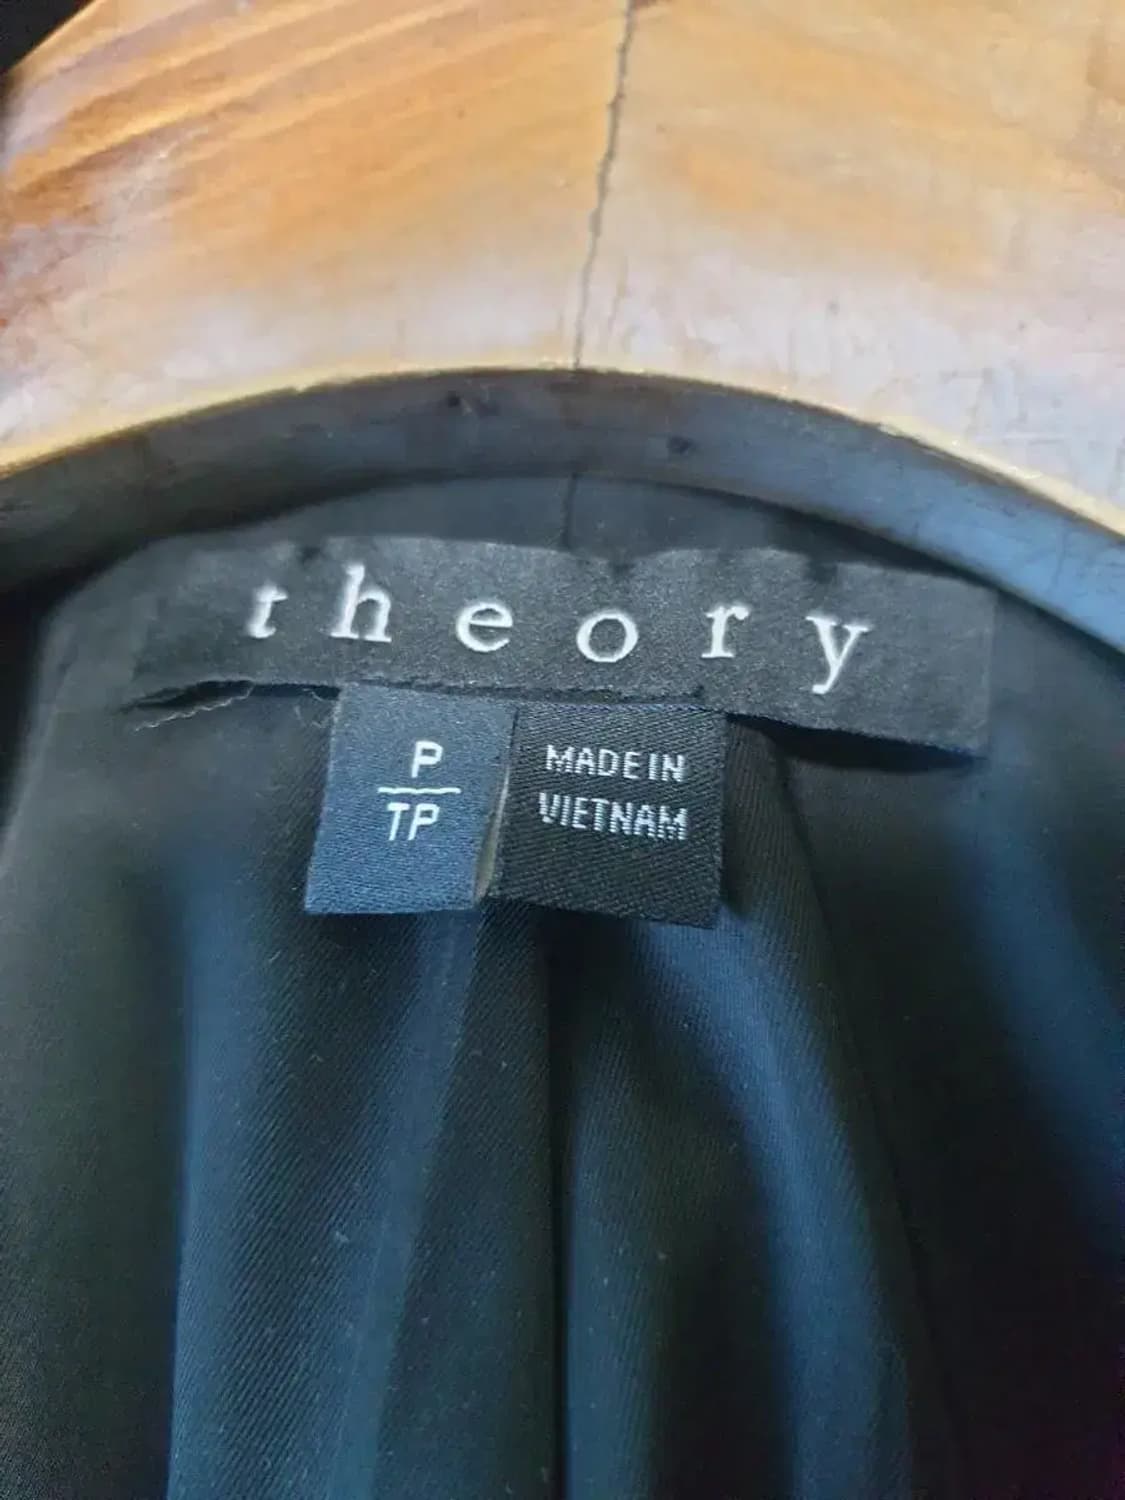 theory
P
TP
MADE IN
VIETNAM